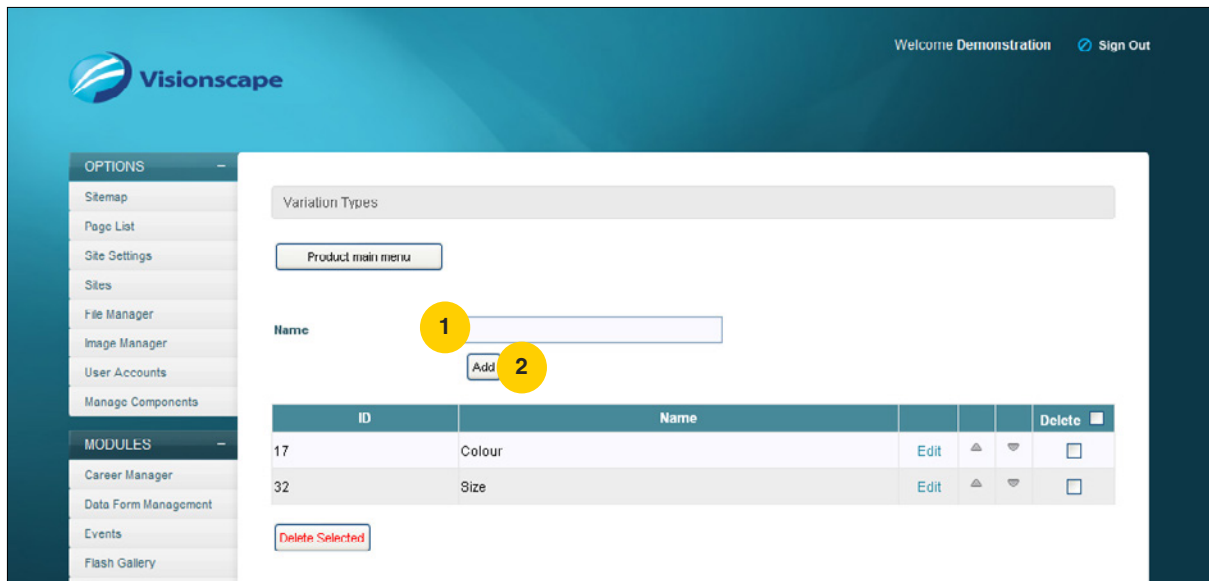 Welcome Demonstration Sign Out
Visionscape
OPTIONS –
Sitemap
Page List
Site Settings
Sites
File Manager
Image Manager
User Accounts
Manage Components
MODULES –
Career Manager
Data Form Management
Events
Flash Gallery
Variation Types
Product main menu
Name 1
Add 2
ID Name Delete
17 Colour Edit
32 Size Edit
Delete Selected